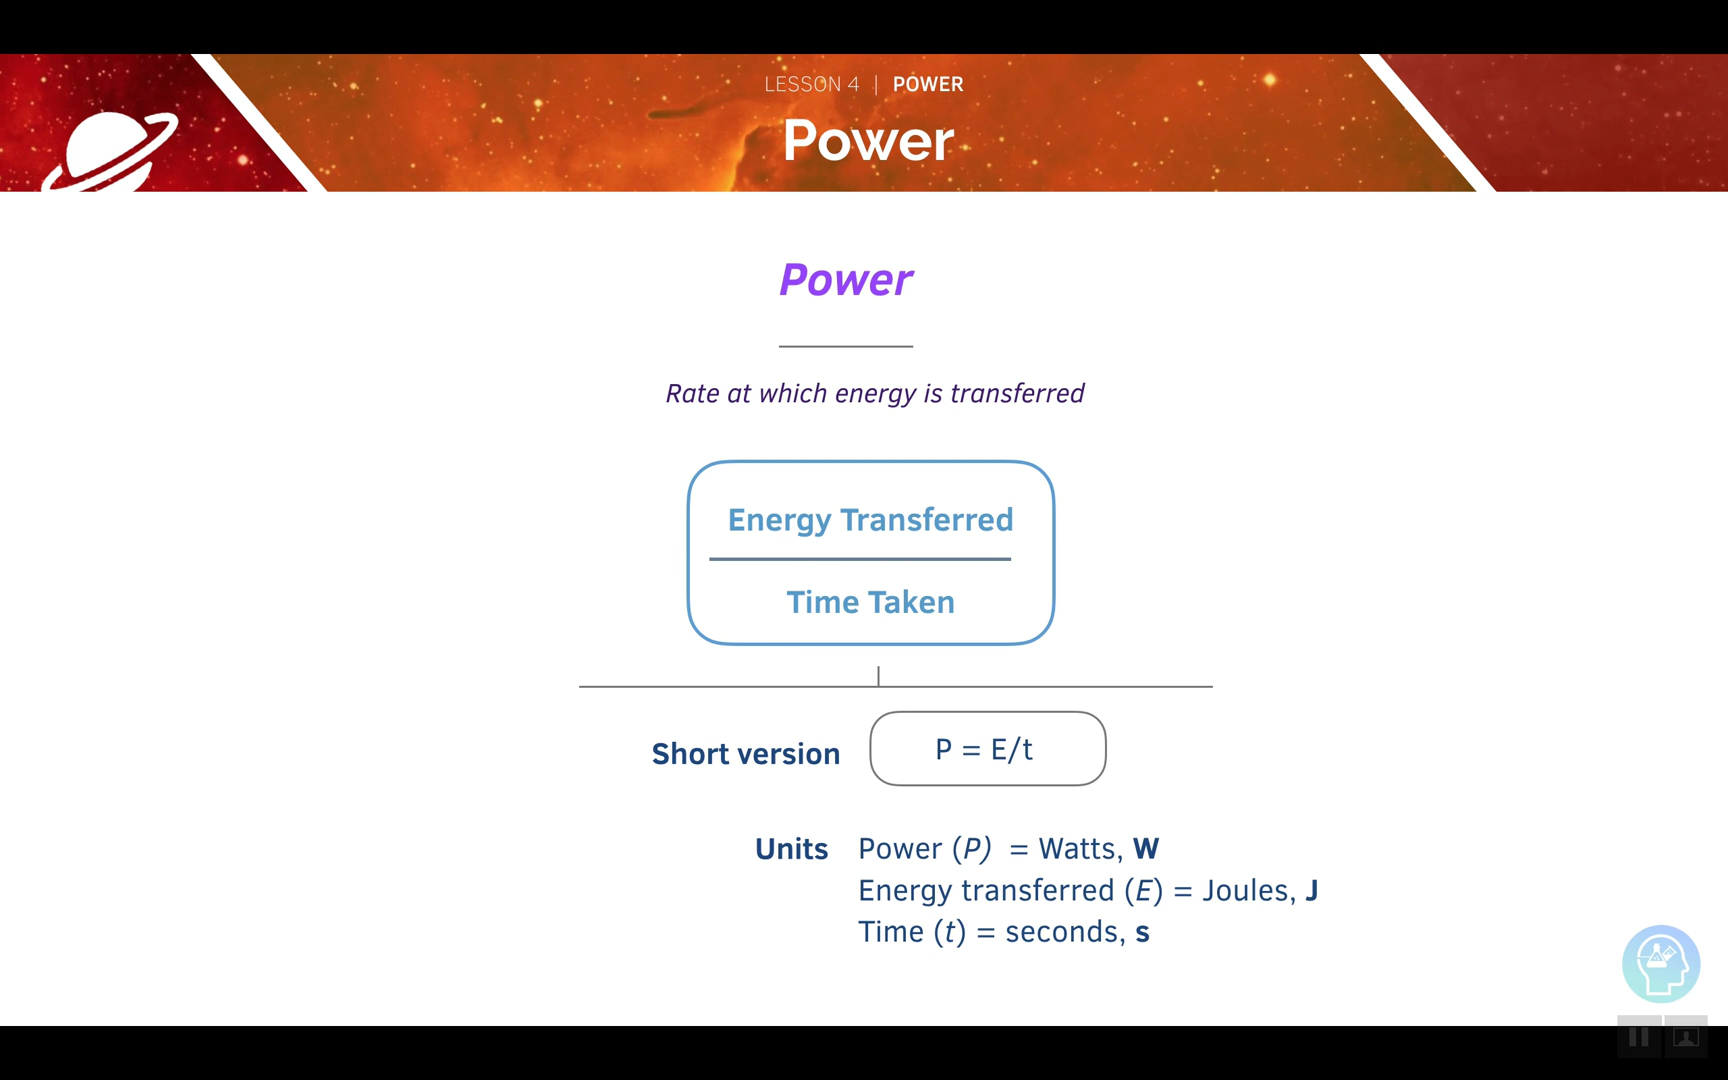 LESSON 4 | POWER
Power
Power
Rate at which energy is transferred
Energy Transferred
Time Taken
Short version P = E/t
Units Power (P) = Watts, W
Energy transferred (E) = Joules, J
Time (t) = seconds, s